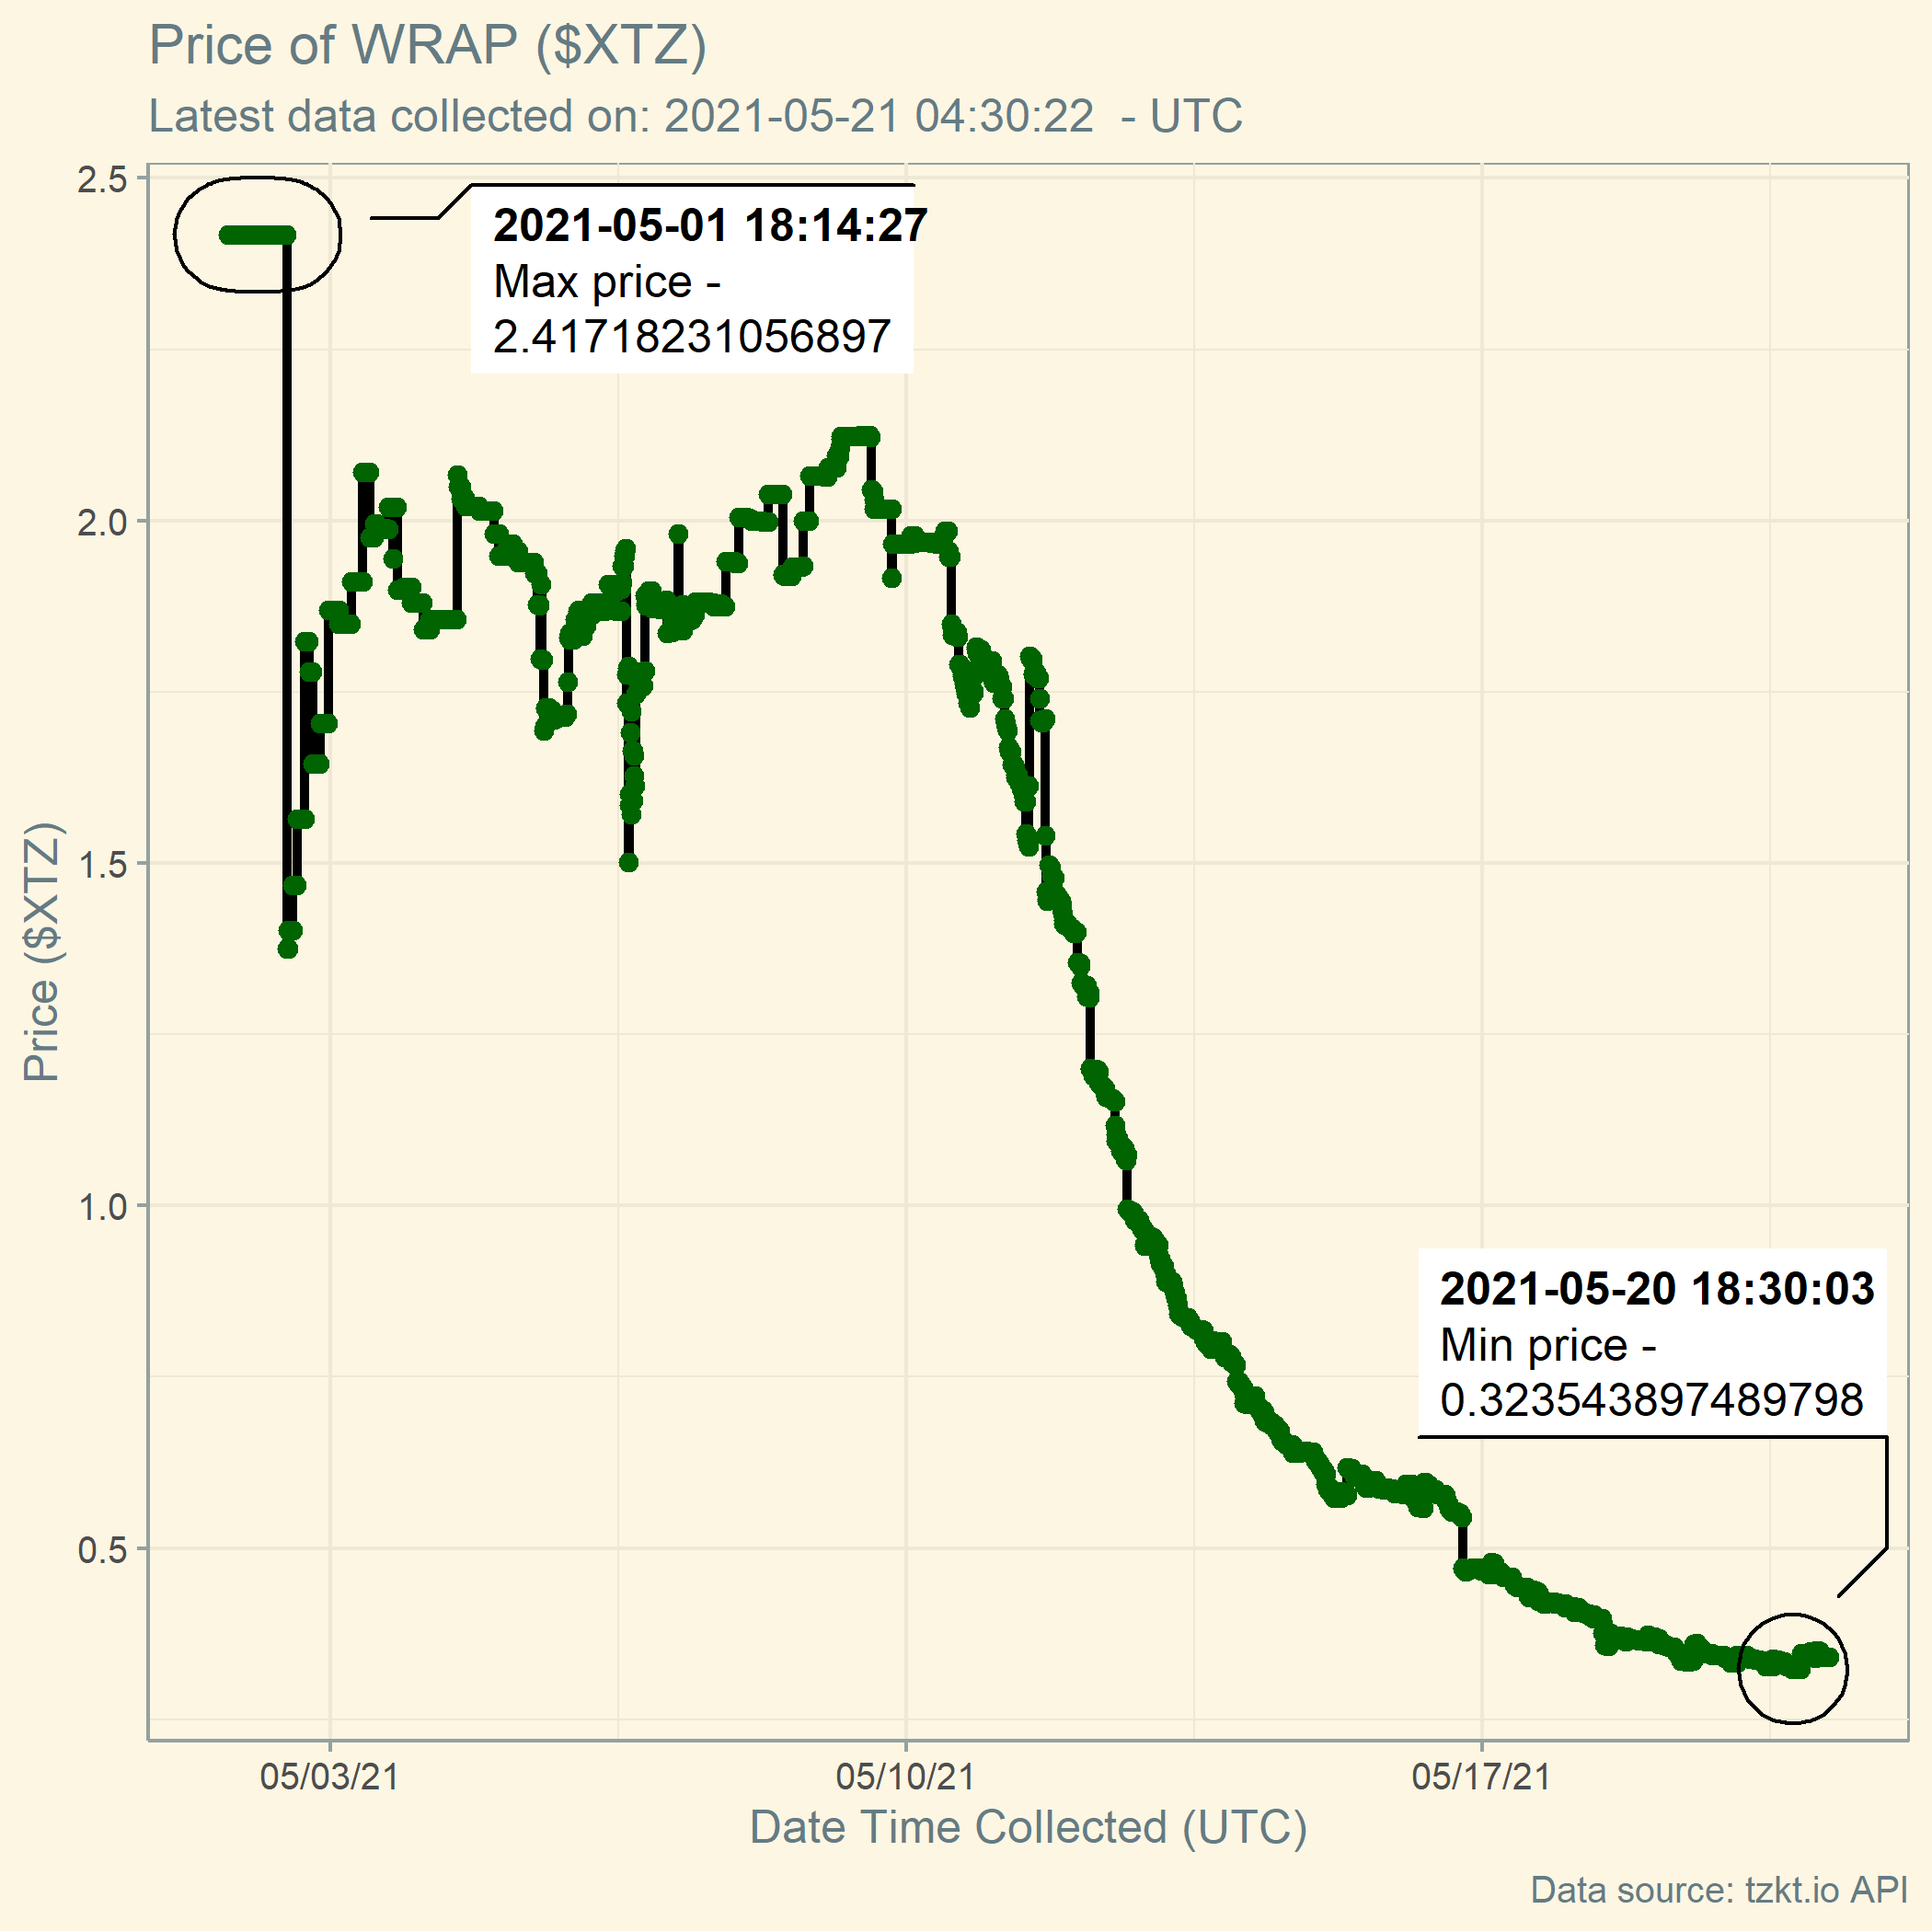 Price of WRAP ($XTZ)
Latest data collected on: 2021-05-21 04:30:22  - UTC
2.5
2.0
1.5
1.0
0.5
Price ($XTZ)
2021-05-01 18:14:27
Max price -
2.41718231056897
2021-05-20 18:30:03
Min price -
0.323543897489798
05/03/21
05/10/21
05/17/21
Date Time Collected (UTC)
Data source: tzkt.io API